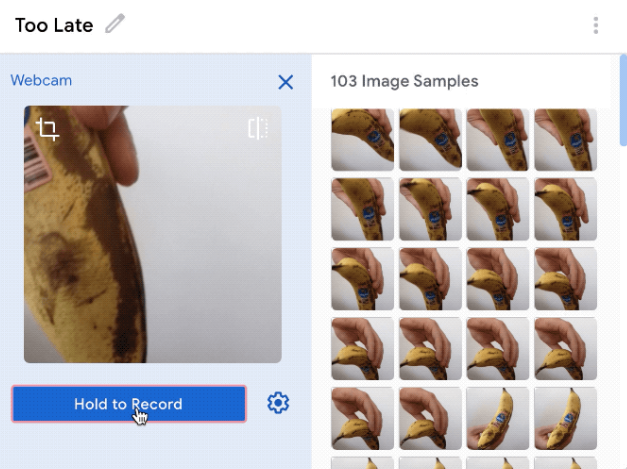 Too Late
Webcam
103 Image Samples
Hold to Record